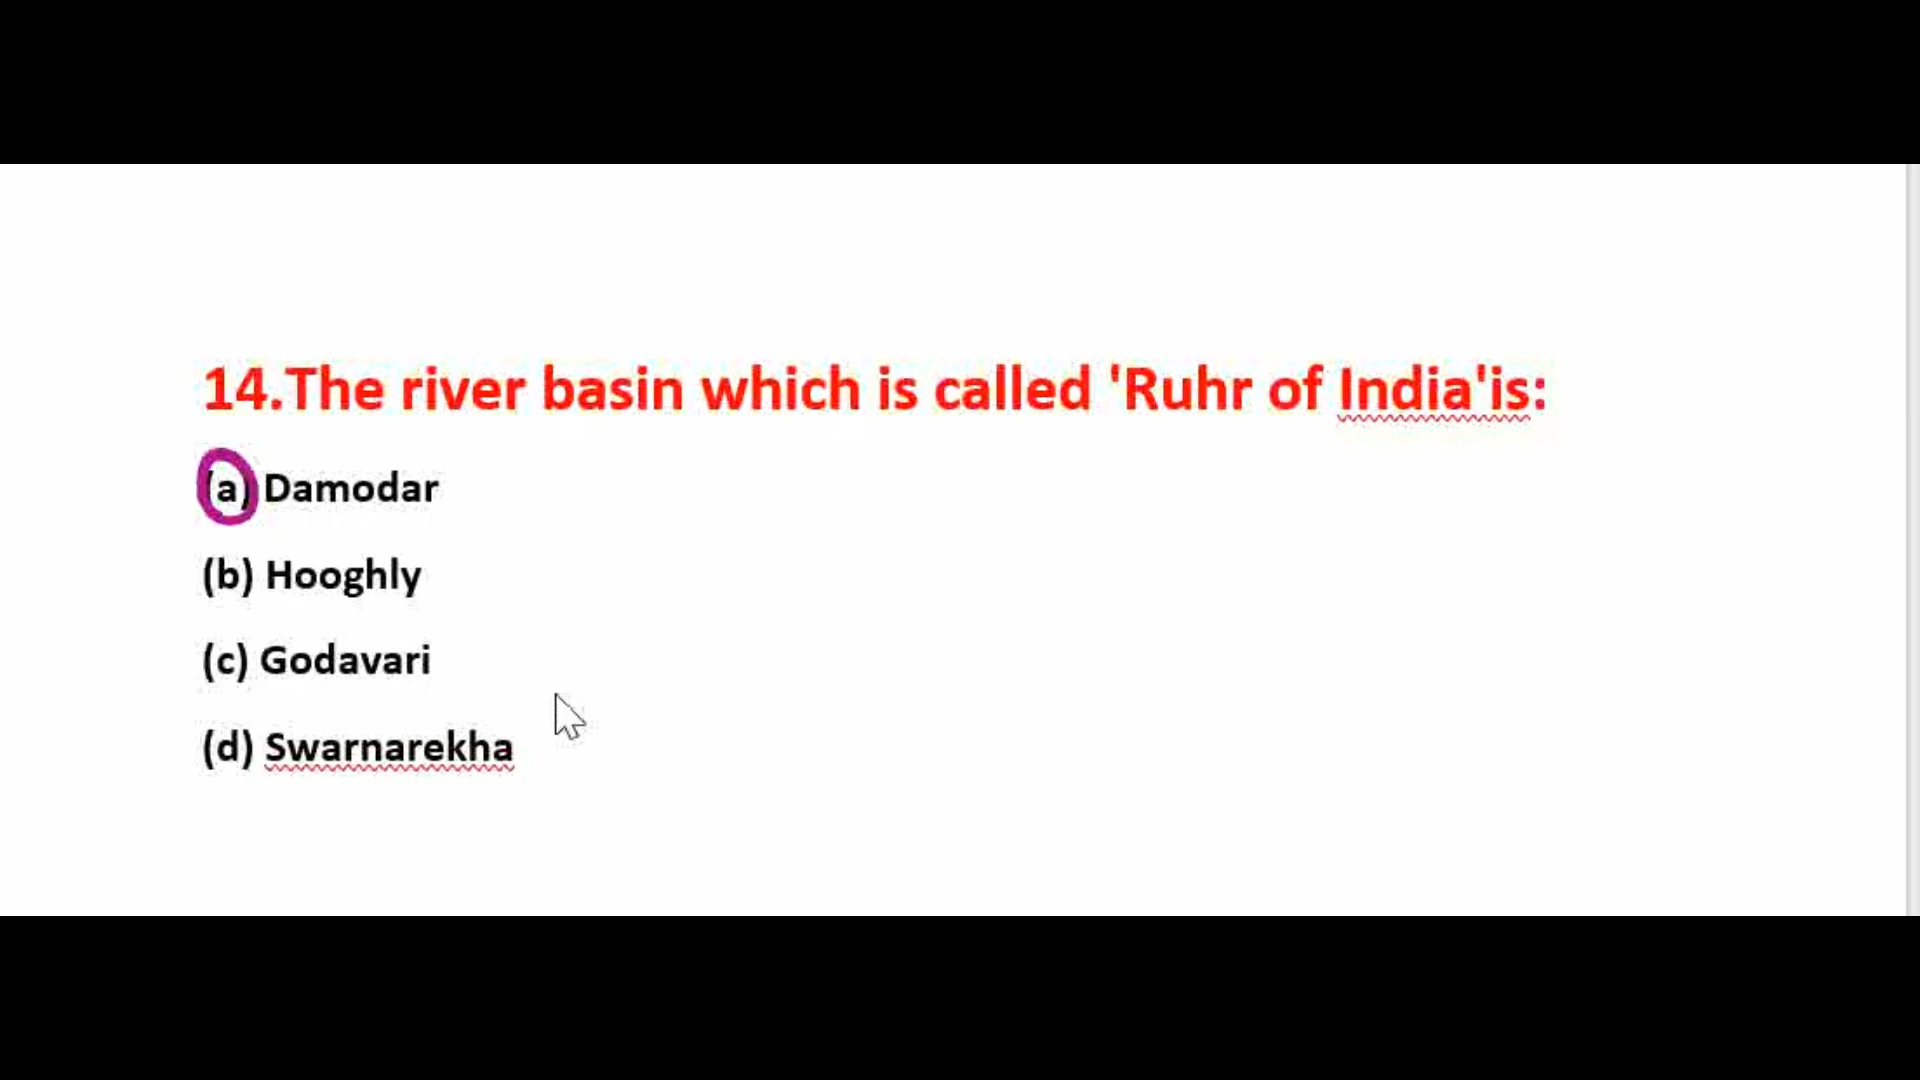 14.The river basin which is called 'Ruhr of India'is:
(a) Damodar
(b) Hooghly
(c) Godavari
(d) Swarnarekha